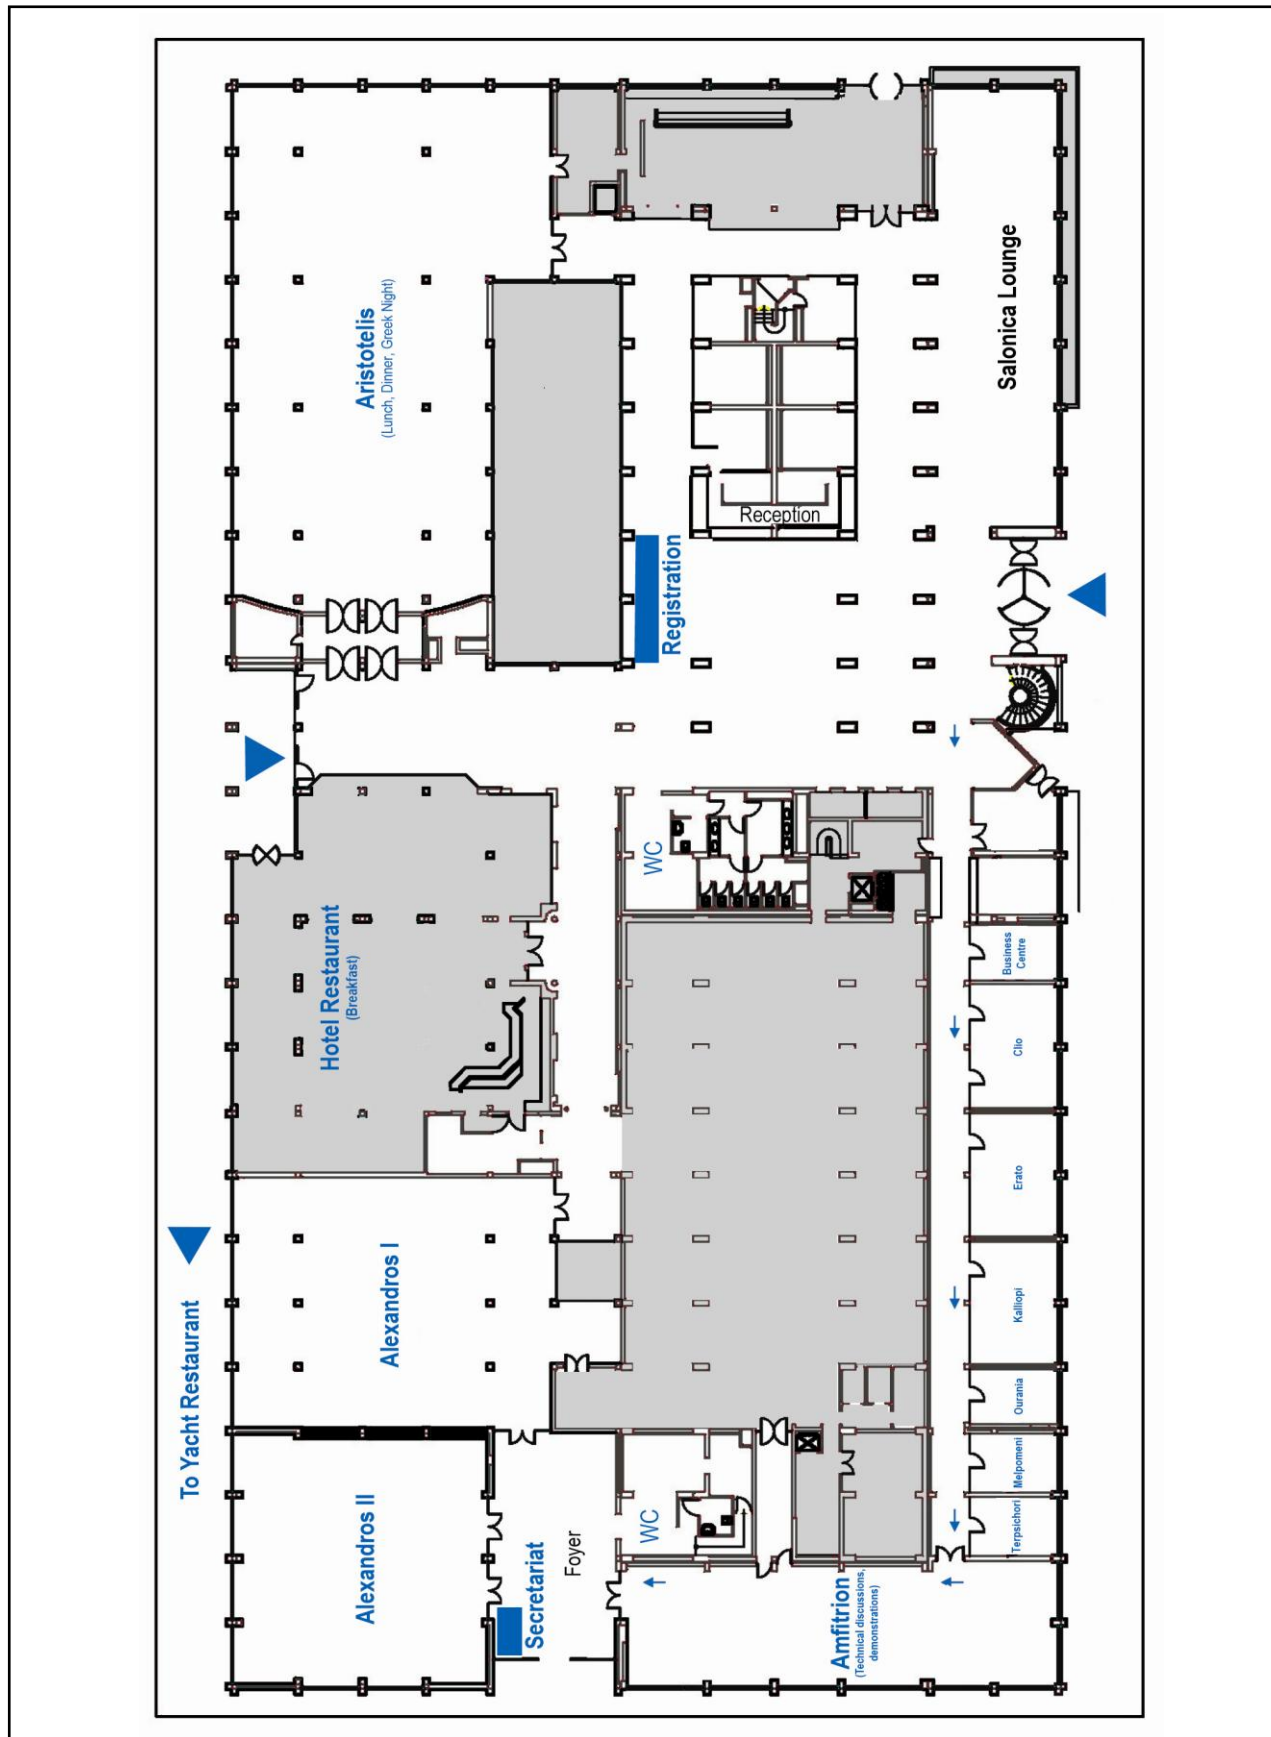 Aristotelis
(Lunch, Dinner, Greek Night)
Salonica Lounge
Reception
Registration
Hotel Restaurant
(Breakfast)
WC
Business
Centre
Clio
Erato
Kalliopi
Ourania
Melpomeni
Terpsichori
To Yacht Restaurant
Alexandros I
Alexandros II
Secretariat
Foyer
WC
Amfitrion
(Technical discussions,
demonstrations)